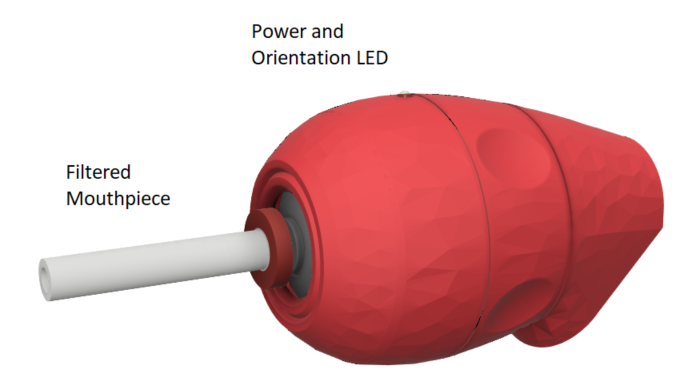 Power and
Orientation LED
Filtered
Mouthpiece